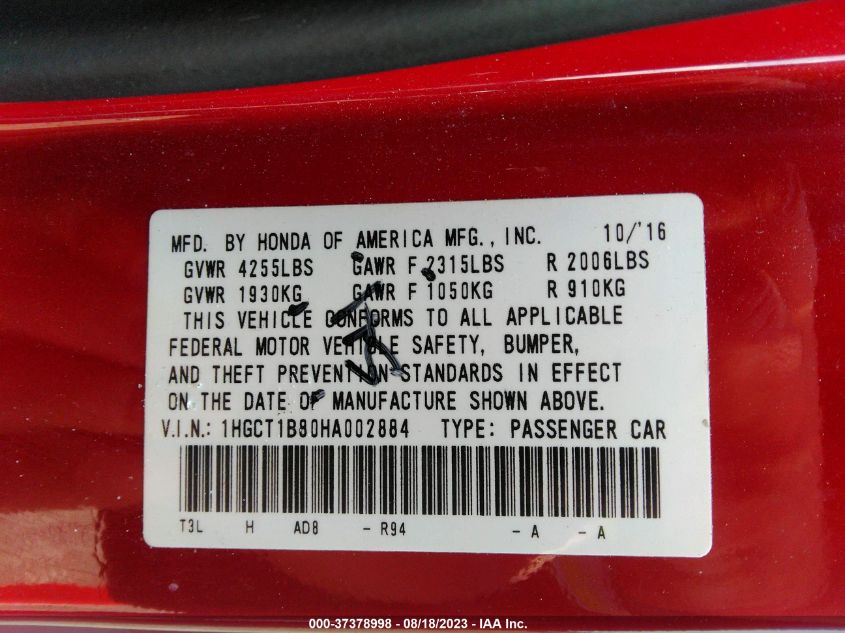 MFD. BY HONDA OF AMERICA MFG., INC. 10/'16
GVWR 4255LBS GAWR F 2315LBS R 2006LBS
GVWR 1930KG GAWR F 1050KG R 910KG
THIS VEHICLE CONFORMS TO ALL APPLICABLE
FEDERAL MOTOR VEHICLE SAFETY, BUMPER,
AND THEFT PREVENTION STANDARDS IN EFFECT
ON THE DATE OF MANUFACTURE SHOWN ABOVE.
V.I.N.: 1HGCT1B80HA002884 TYPE: PASSENGER CAR
T3L H AD8 - R94 - A - A
000-37378998 - 08/18/2023 - IAA Inc.